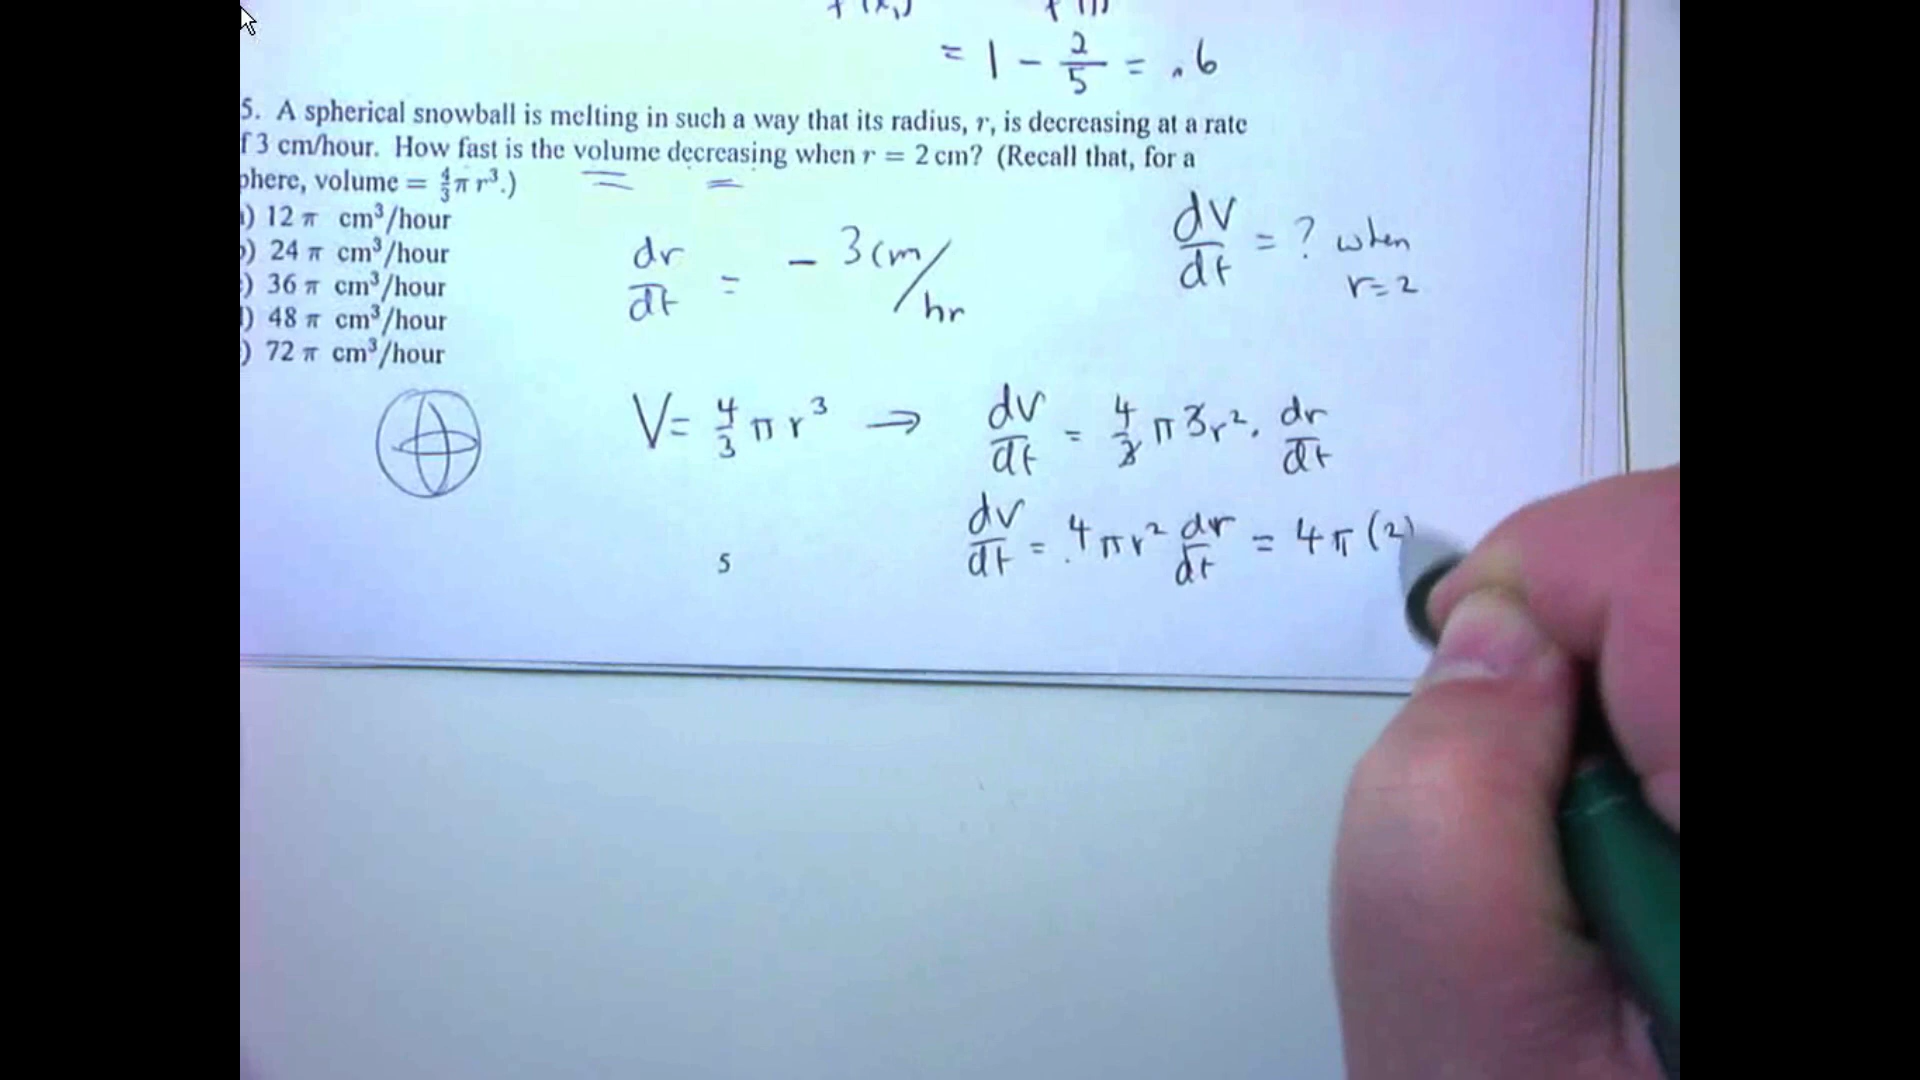 = 1 - 2/5 = .6
5. A spherical snowball is melting in such a way that its radius, r, is decreasing at a rate
f 3 cm/hour. How fast is the volume decreasing when r = 2 cm? (Recall that, for a
phere, volume = 4/3 π r³.)
) 12 π cm³/hour
) 24 π cm³/hour
) 36 π cm³/hour
) 48 π cm³/hour
) 72 π cm³/hour
dr/dt = - 3 cm/hr
dV/dt = ? when
r=2
V= 4/3 π r³ → dV/dt = 4/3 π 3r² · dr/dt
dV/dt = 4πr² dr/dt = 4π(2)
5